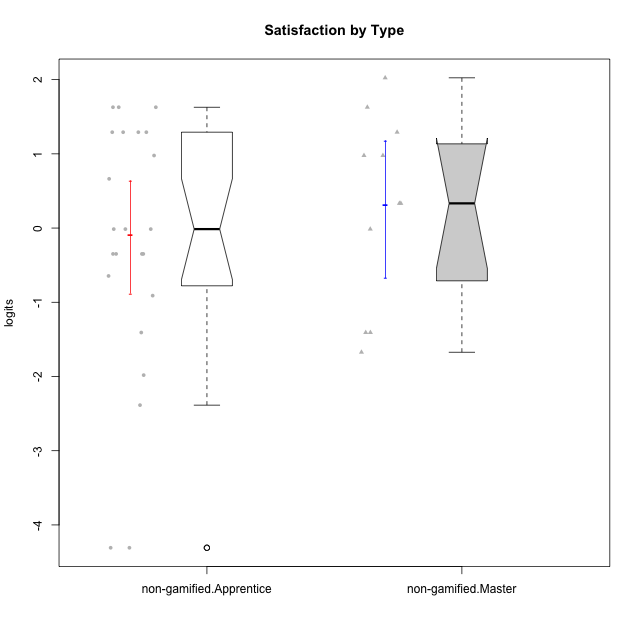 Satisfaction by Type
2
1
0
-1
-2
-3
-4
logits
non-gamified.Apprentice
non-gamified.Master